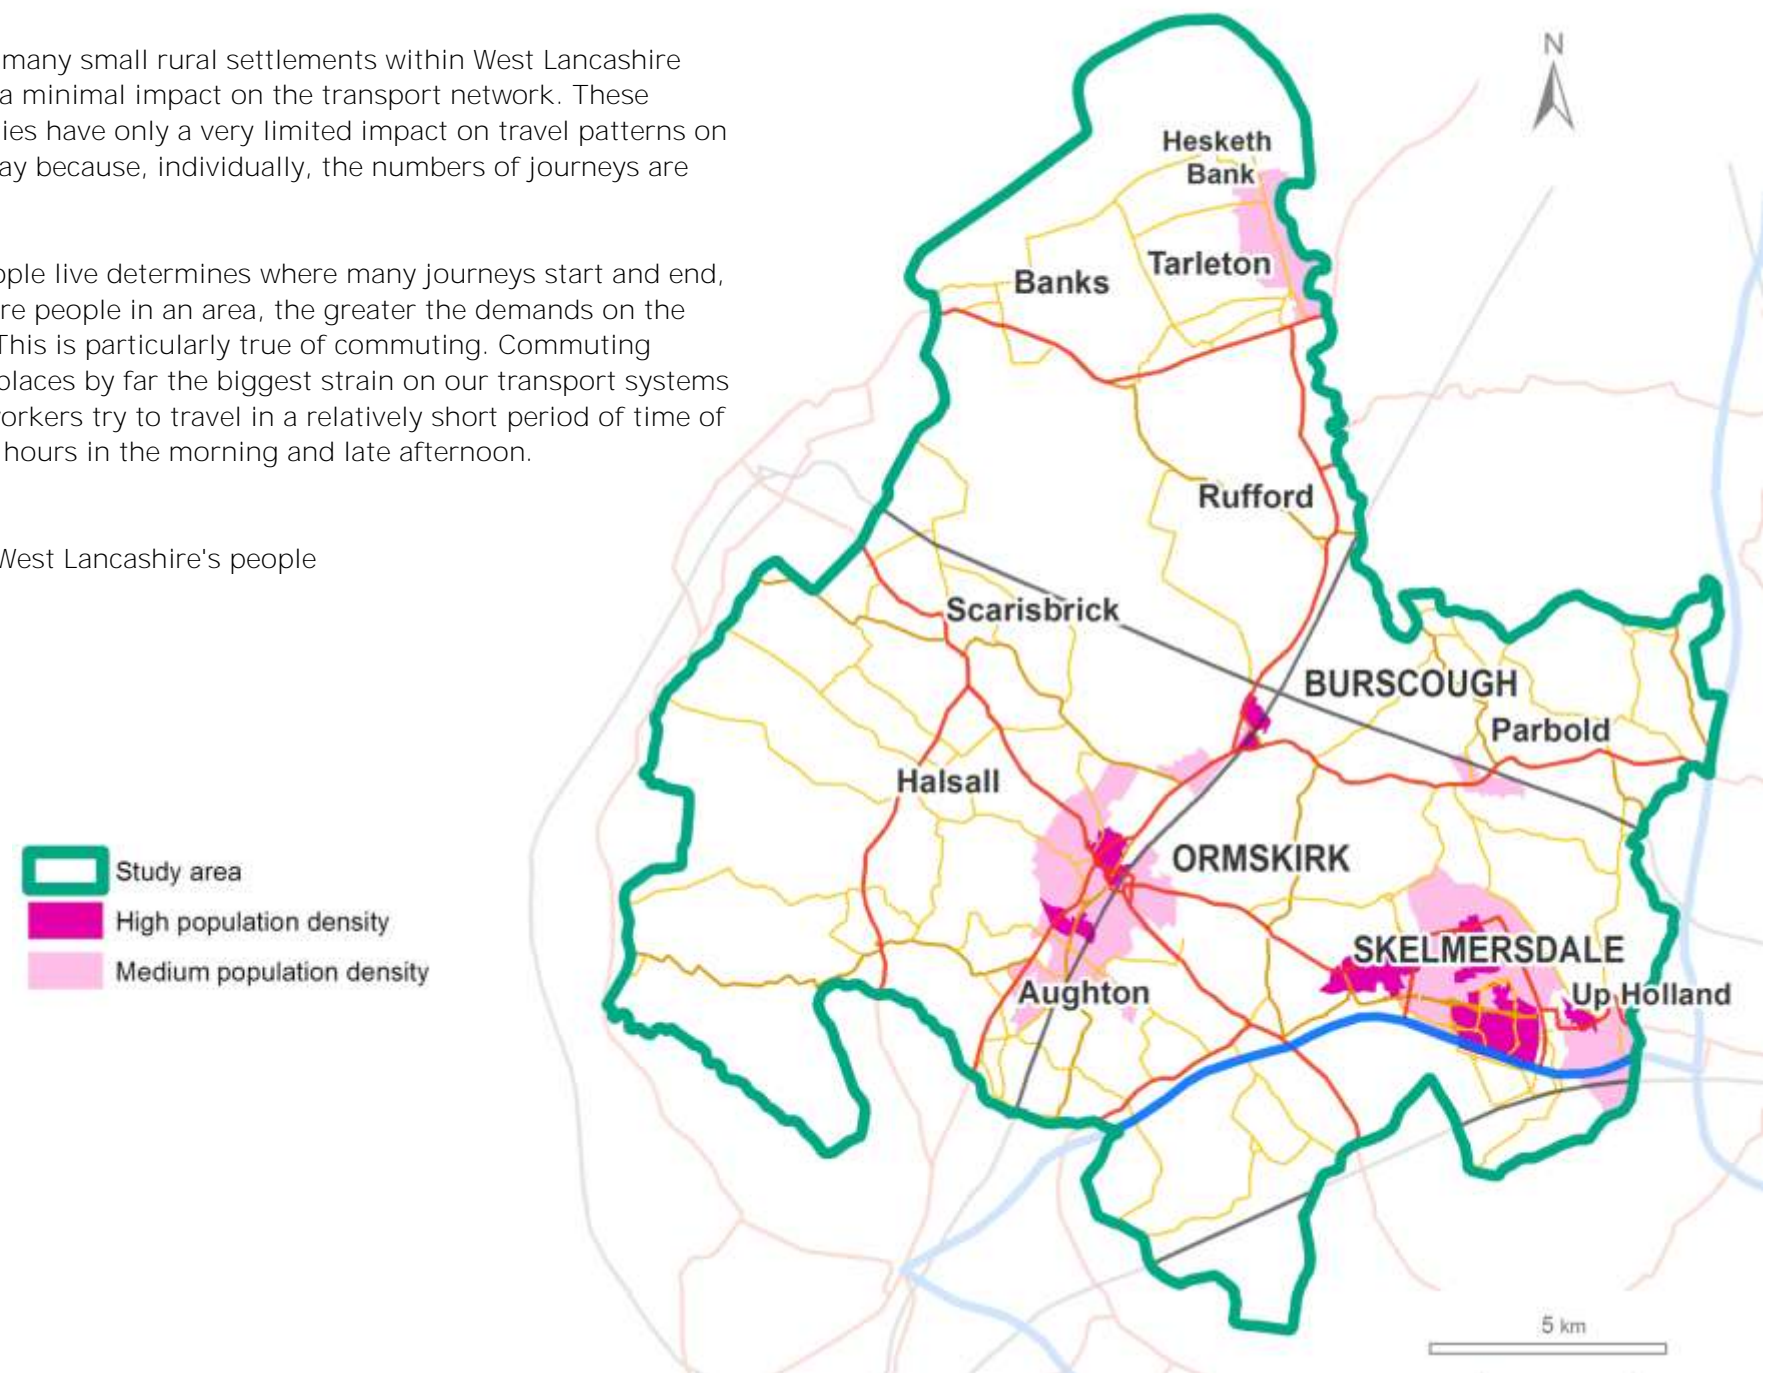 many small rural settlements within West Lancashire
a minimal impact on the transport network. These
ies have only a very limited impact on travel patterns on
ay because, individually, the numbers of journeys are
ople live determines where many journeys start and end,
re people in an area, the greater the demands on the
This is particularly true of commuting. Commuting
places by far the biggest strain on our transport systems
workers try to travel in a relatively short period of time of
hours in the morning and late afternoon.
West Lancashire's people
N
Hesketh
Bank
Tarleton
Banks
Rufford
Scarisbrick
BURSCOUGH
Parbold
Halsall
ORMSKIRK
SKELMERSDALE
Up Holland
Aughton
Study area
High population density
Medium population density
5 km